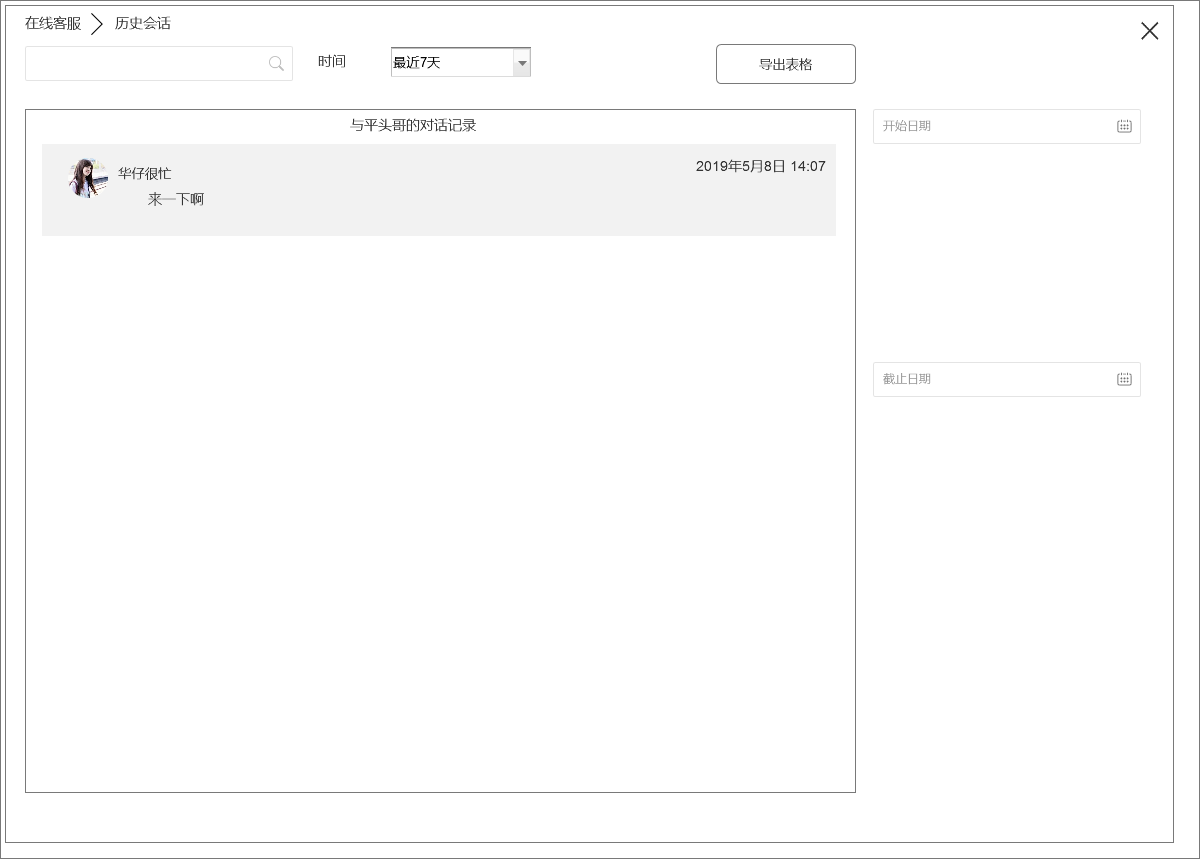 在线客服 历史会话
时间 最近7天 导出表格
与平头哥的对话记录
开始日期
华仔很忙 2019年5月8日 14:07
来一下啊
截止日期